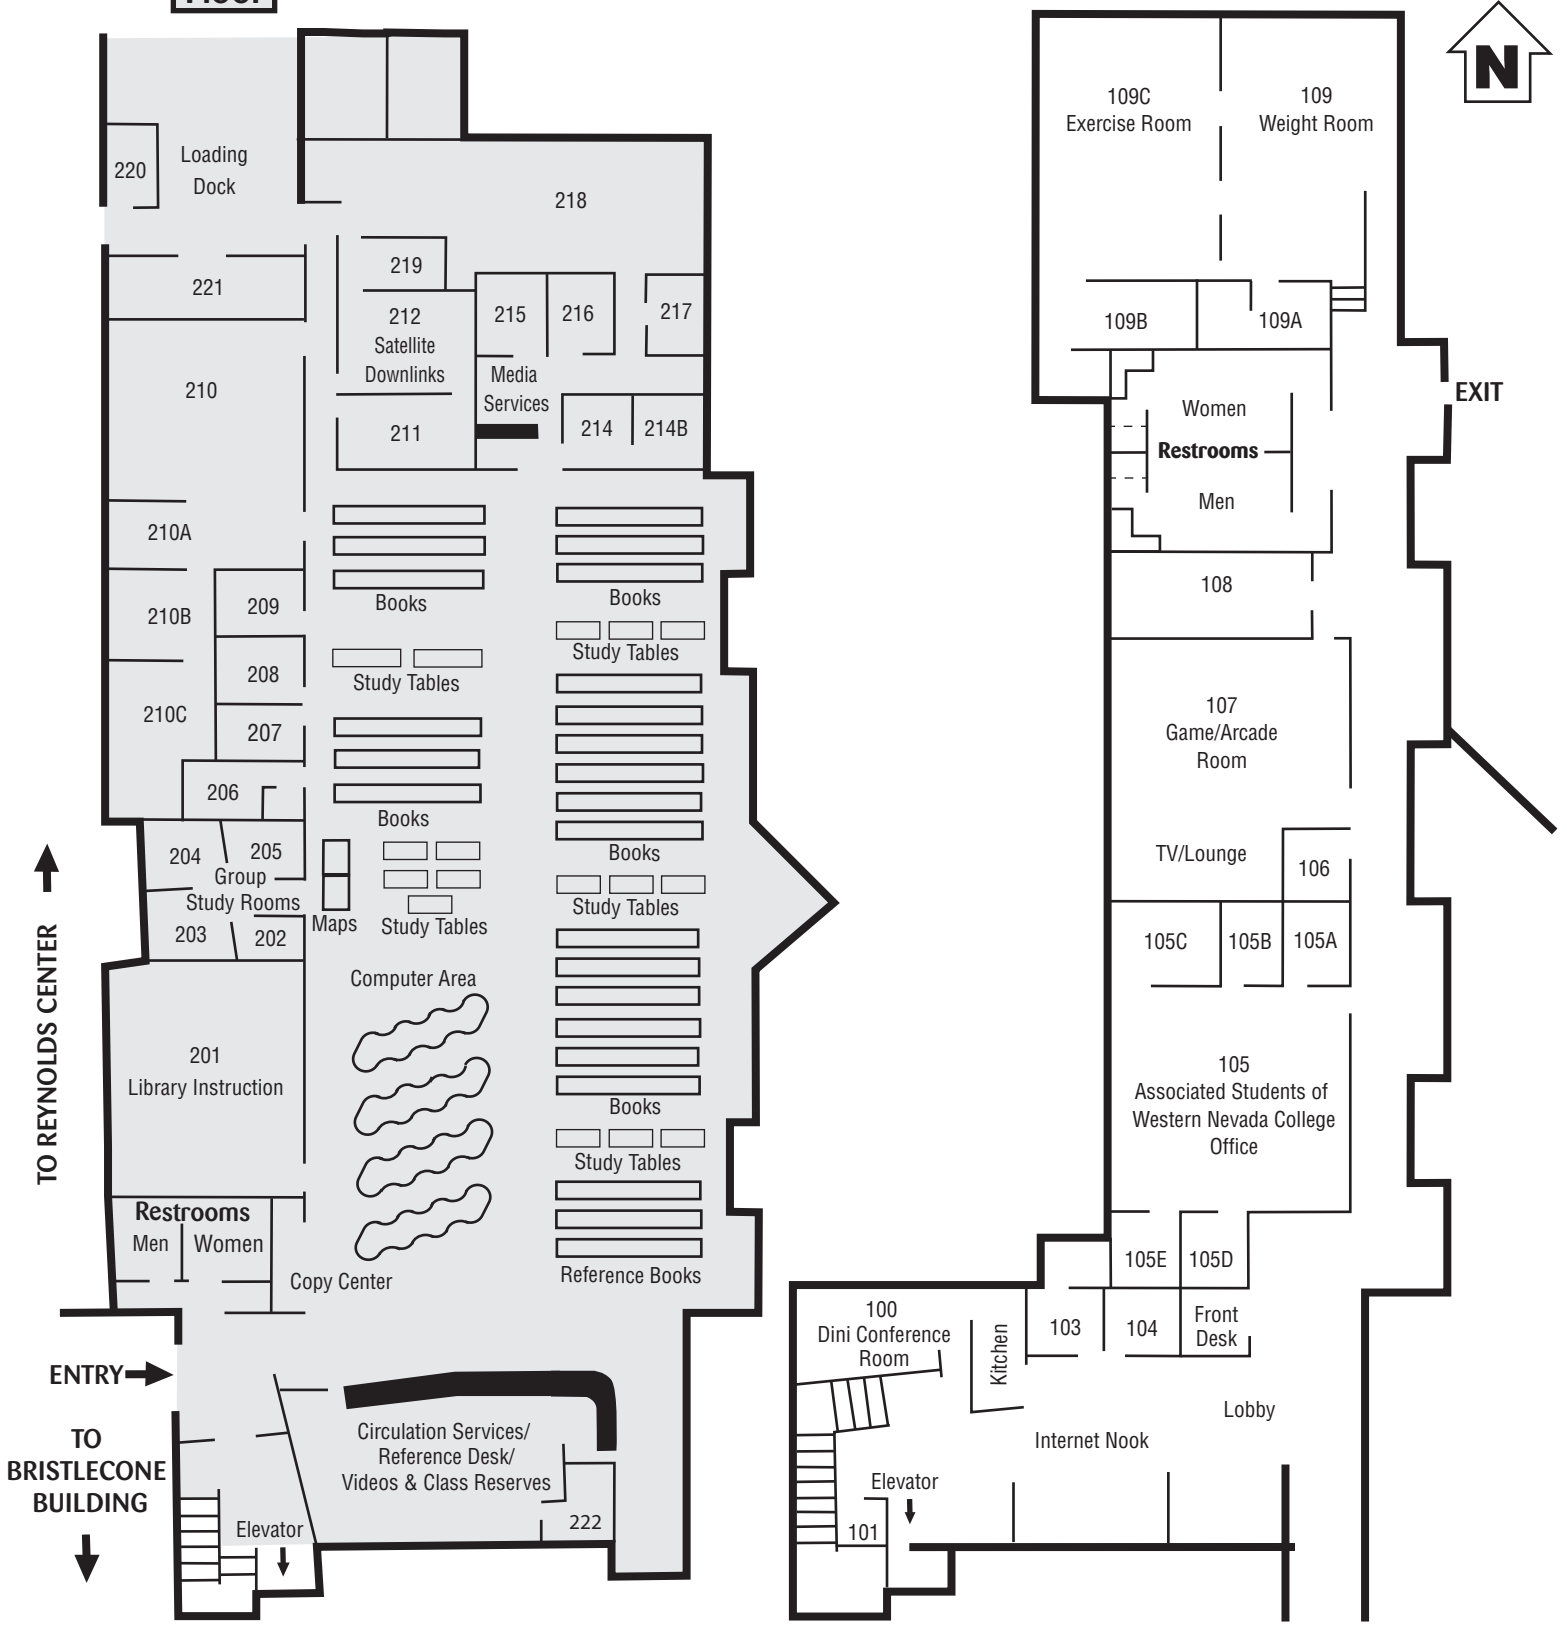 220
Loading
Dock
218
221
219
212
Satellite
Downlinks
215
216
217
210
Media
Services
211
214
214B
210A
210B
209
Books
Books
Study Tables
208
Study Tables
210C
207
206
Books
204
205
Group
Study Rooms
203
202
Maps
Study Tables
Books
Study Tables
Computer Area
201
Library Instruction
Books
Study Tables
Restrooms
Men
Women
Copy Center
Reference Books
TO REYNOLDS CENTER
ENTRY
TO
BRISTLECONE
BUILDING
Circulation Services/
Reference Desk/
Videos & Class Reserves
222
Elevator
N
109C
Exercise Room
109
Weight Room
109B
109A
EXIT
Women
Restrooms
Men
108
107
Game/Arcade
Room
TV/Lounge
106
105C
105B
105A
105
Associated Students of
Western Nevada College
Office
105E
105D
100
Dini Conference
Room
Kitchen
103
104
Front
Desk
Lobby
Internet Nook
Elevator
101